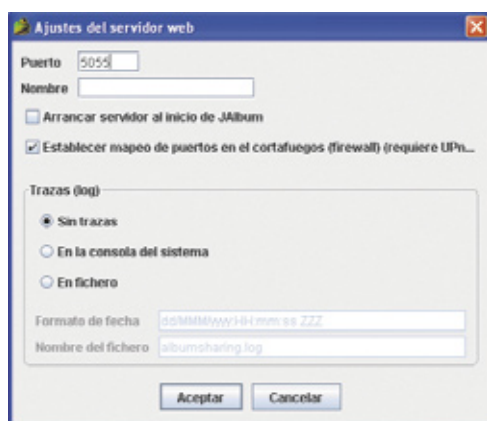 Ajustes del servidor web
Puerto 5055
Nombre
Arrancar servidor al inicio de JAlbum
Establecer mapeo de puertos en el cortafuegos (firewall) (requiere UPn...
Trazas (log)
Sin trazas
En la consola del sistema
En fichero
Formato de fecha dd/MMM/yyyy:HH:mm:ss ZZZ
Nombre del fichero albumsharing.log
Aceptar Cancelar